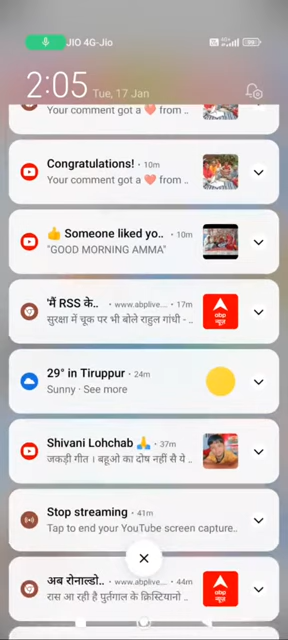 JIO 4G-Jio
2:05 Tue, 17 Jan
Your comment got a ❤️ from ..
Congratulations! · 10m
Your comment got a ❤️ from ..
👍 Someone liked yo.. · 10m
"GOOD MORNING AMMA"
'मैं RSS के.. · www.abplive.... · 17m
सुरक्षा में चूक पर भी बोले राहुल गांधी - ..
abp
न्यूज़
29° in Tiruppur · 24m
Sunny · See more
Shivani Lohchab 🙏 · 37m
जकड़ी गीत । बहूओ का दोष नहीं सै ये ..
Stop streaming · 41m
Tap to end your YouTube screen capture..
अब रोनाल्डो.. · www.abplive... · 44m
रास आ रही है पुर्तगाल के क्रिस्टियानो ..
abp
न्यूज़